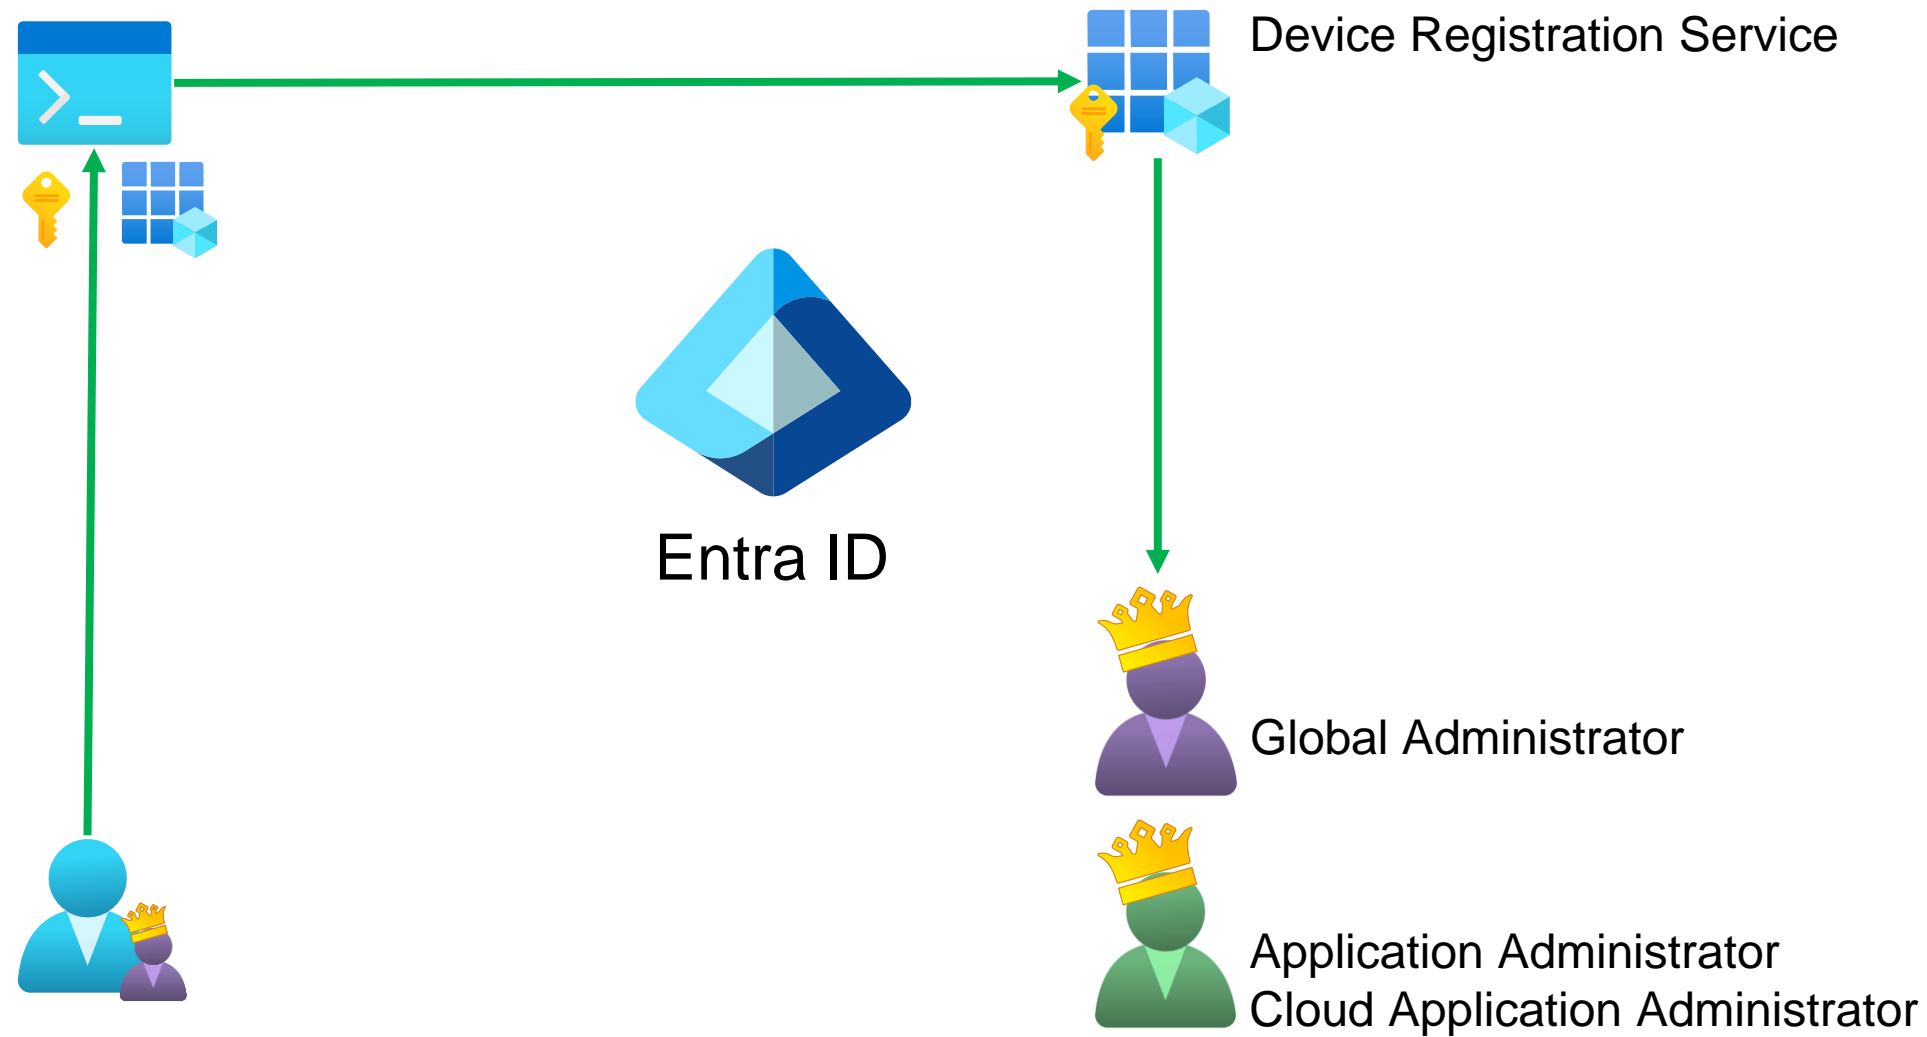 Device Registration Service
Entra ID
Global Administrator
Application Administrator
Cloud Application Administrator